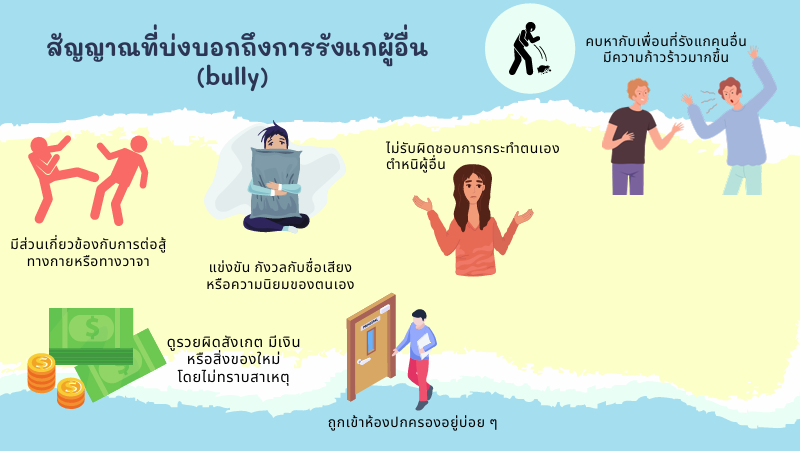 สัญญาณที่บ่งบอกถึงการรังแกผู้อื่น
(bully)
คบหากับเพื่อนที่รังแกคนอื่น
มีความก้าวร้าวมากขึ้น
ไม่รับผิดชอบการกระทำตนเอง
ตำหนิผู้อื่น
มีส่วนเกี่ยวข้องกับการต่อสู้
ทางกายหรือทางวาจา
แข่งขัน กังวลกับชื่อเสียง
หรือความนิยมของตนเอง
ดูรวยผิดสังเกต มีเงิน
หรือสิ่งของใหม่
โดยไม่ทราบสาเหตุ
ถูกเข้าห้องปกครองอยู่บ่อย ๆ